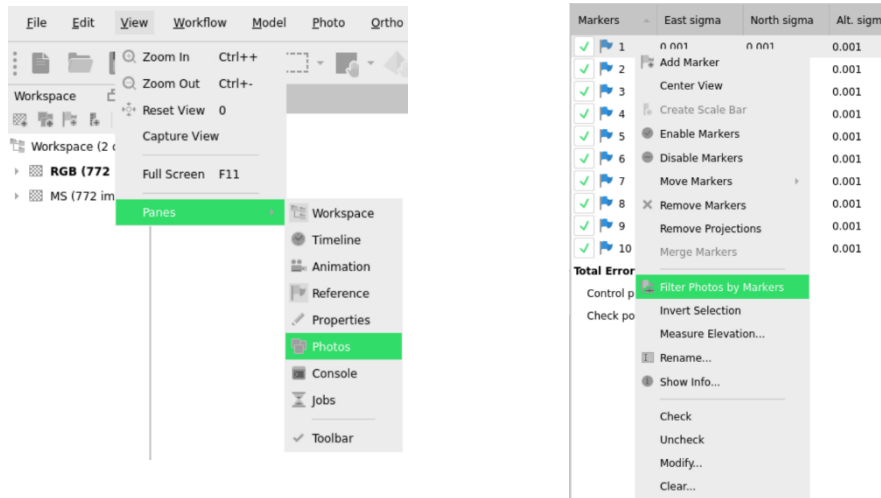 File Edit View Workflow Model Photo Ortho
Zoom In Ctrl++
Zoom Out Ctrl+-
Reset View 0
Capture View
Full Screen F11
Panes
Workspace
Workspace (2
RGB (772
MS (772 im
Workspace
Timeline
Animation
Reference
Properties
Photos
Console
Jobs
Toolbar
Markers East sigma North sigma Alt. sigm
1 0.001 0.001 0.001
2 0.001
3 0.001
4 0.001
5 0.001
6 0.001
7 0.001
8 0.001
9 0.001
10 0.001
Total Error
Control p
Check po
Add Marker
Center View
Create Scale Bar
Enable Markers
Disable Markers
Move Markers
Remove Markers
Remove Projections
Merge Markers
Filter Photos by Markers
Invert Selection
Measure Elevation...
Rename...
Show Info...
Check
Uncheck
Modify...
Clear...